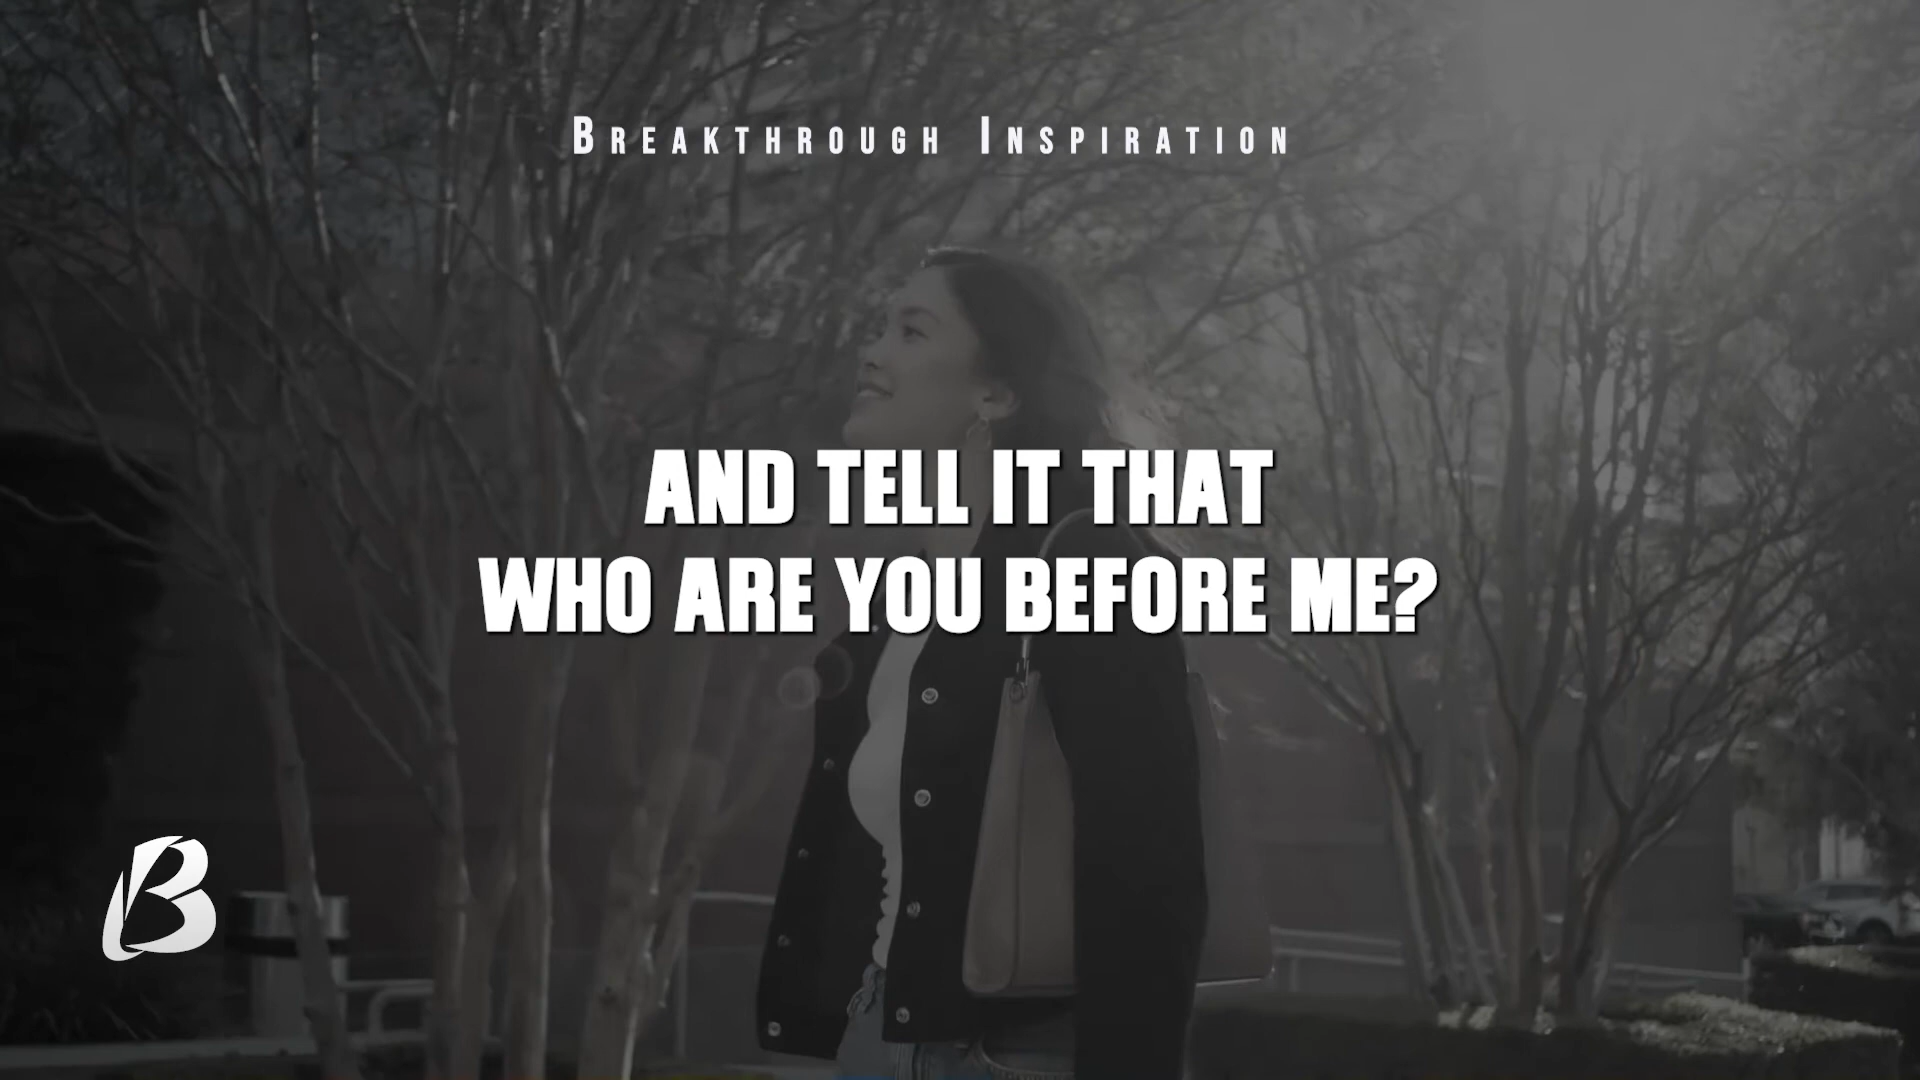 Breakthrough Inspiration
AND TELL IT THAT
WHO ARE YOU BEFORE ME?
B